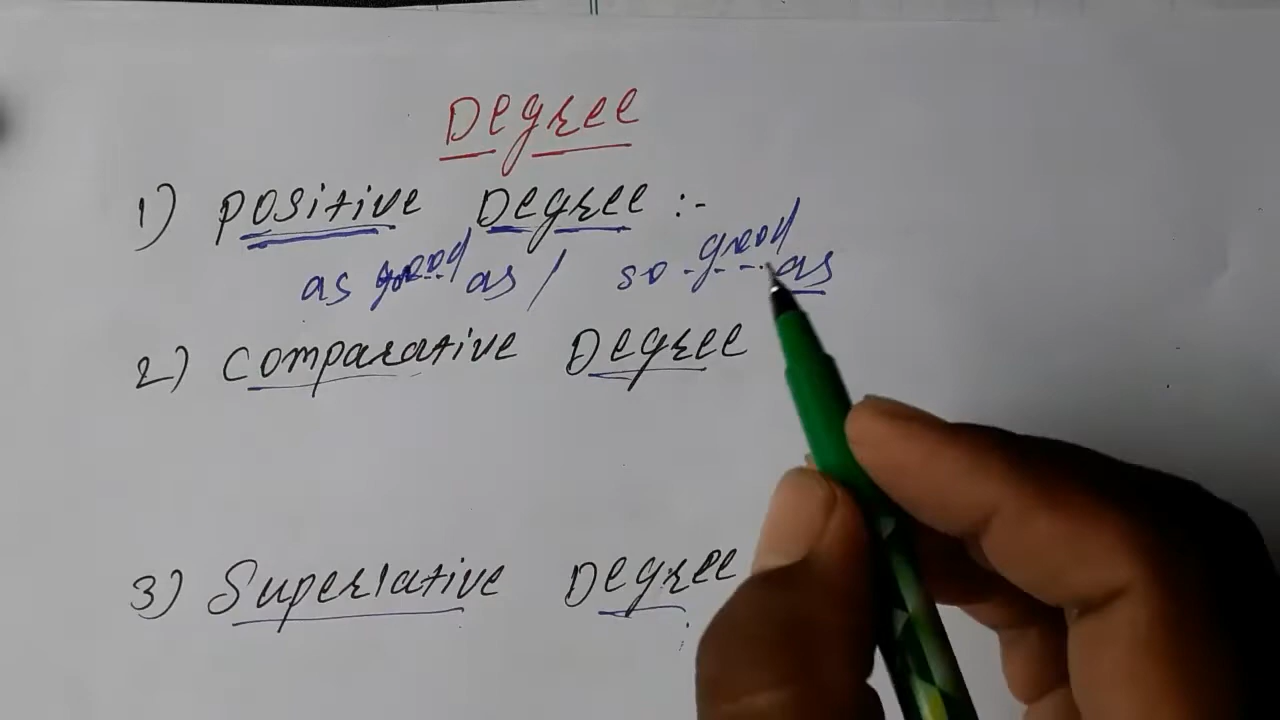 Degree
1) Positive Degree :-
as good as / so good as
2) Comparative Degree
3) Superlative Degree